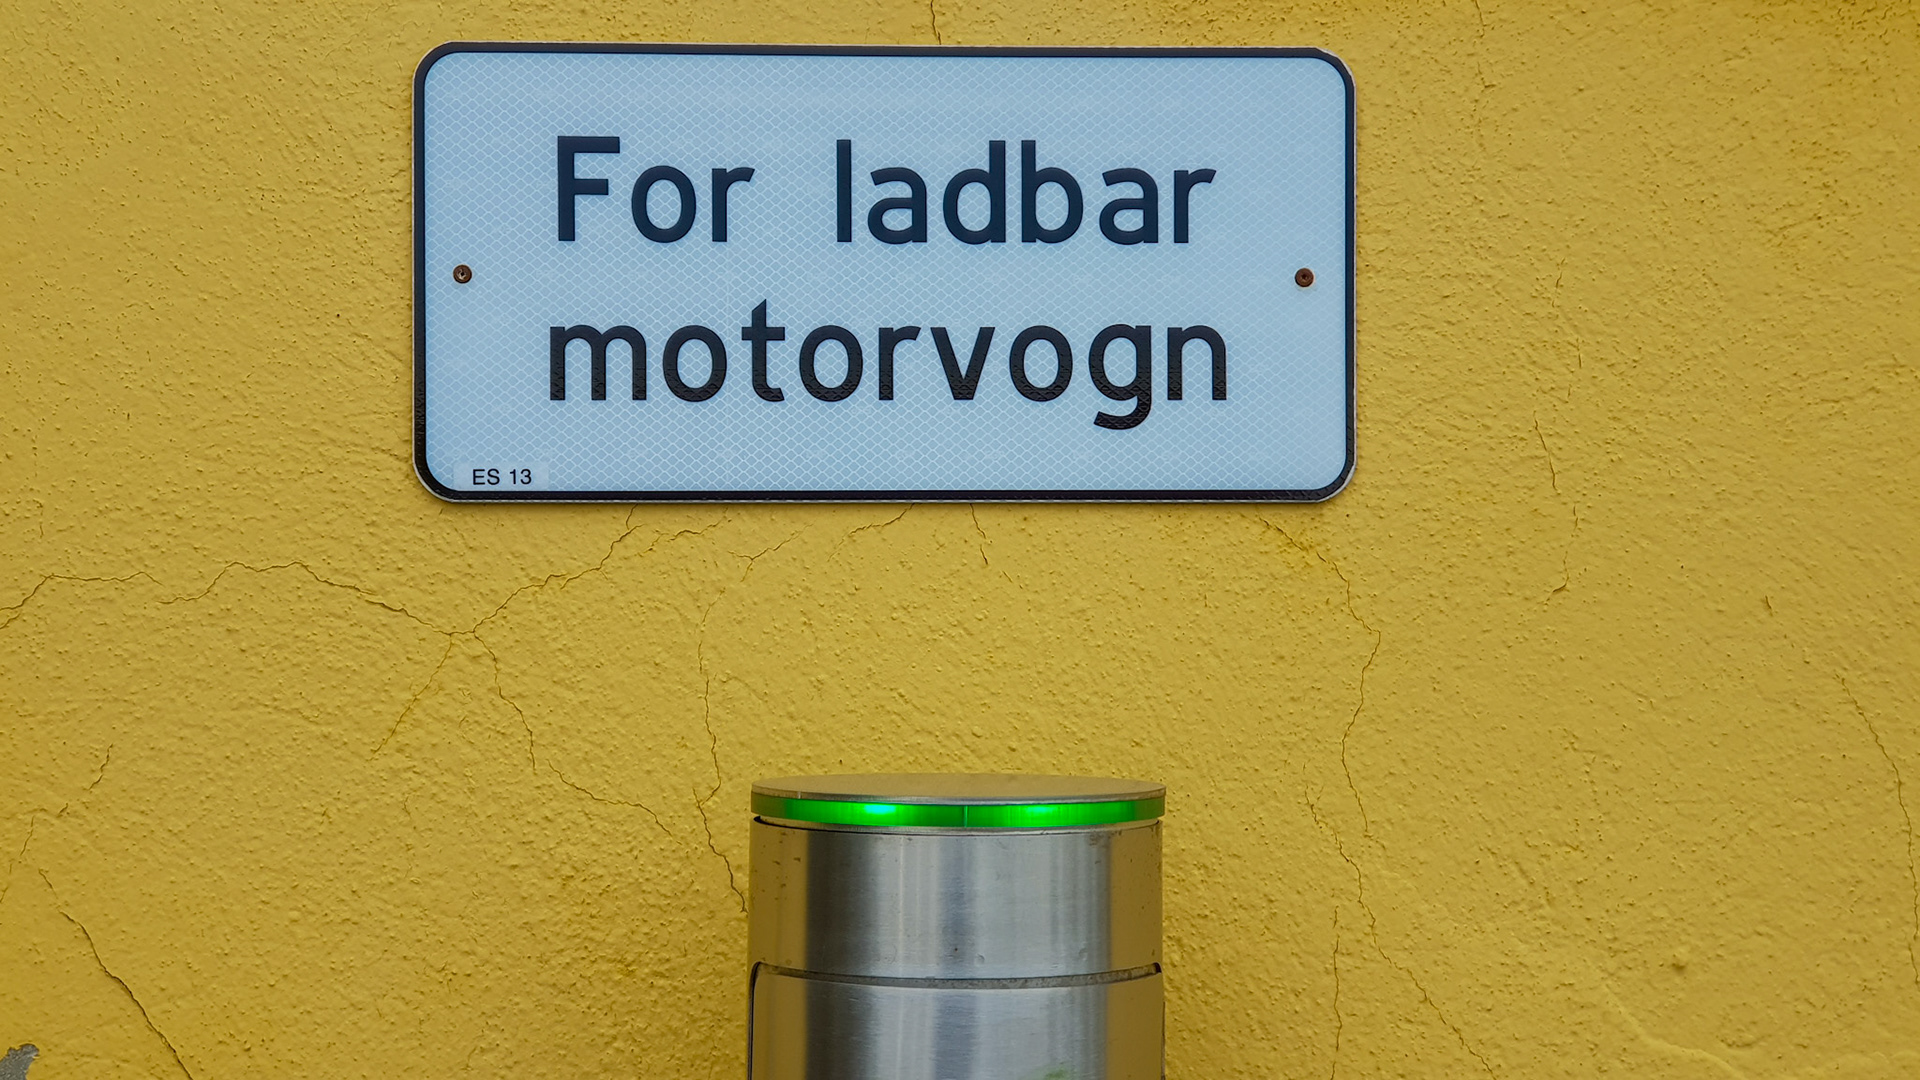 For ladbar
motorvogn
ES 13